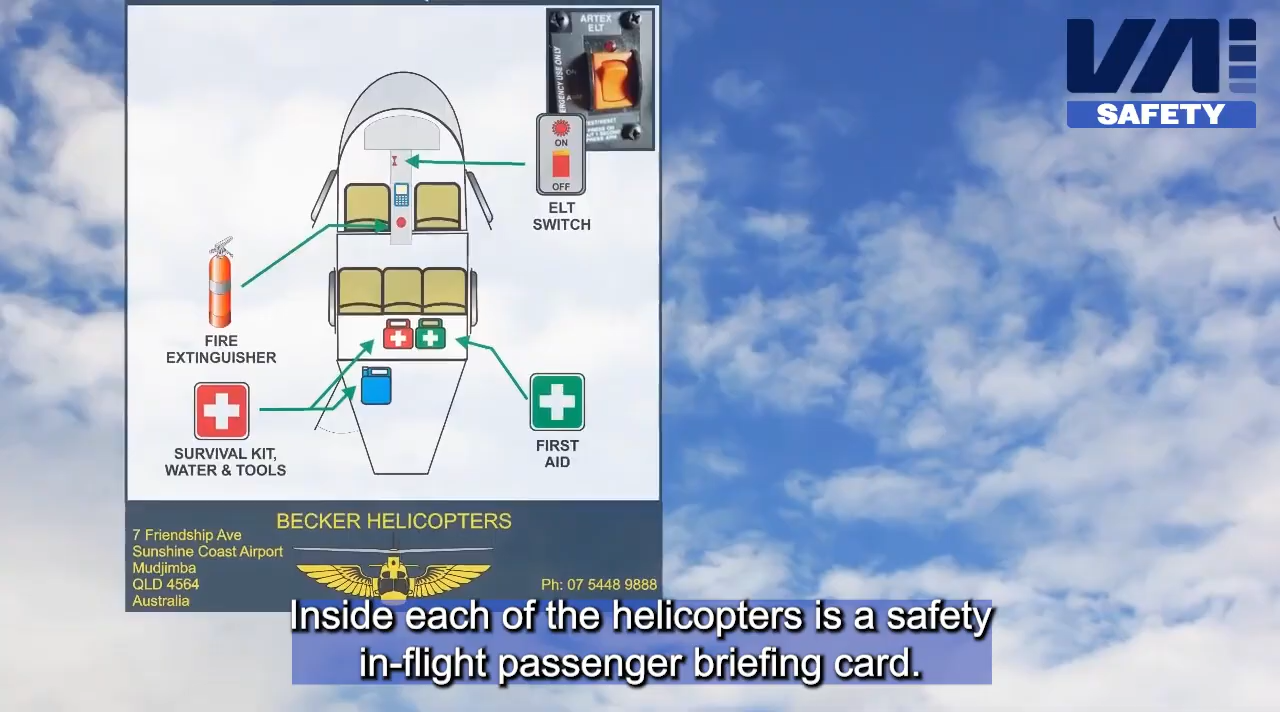 ARTEX
ELT
ON
OFF
ELT
SWITCH
FIRE
EXTINGUISHER
SURVIVAL KIT,
WATER & TOOLS
FIRST
AID
BECKER HELICOPTERS
7 Friendship Ave
Sunshine Coast Airport
Mudjimba
QLD 4564
Australia
Ph: 07 5448 9888
VAI
SAFETY
Inside each of the helicopters is a safety
in-flight passenger briefing card.